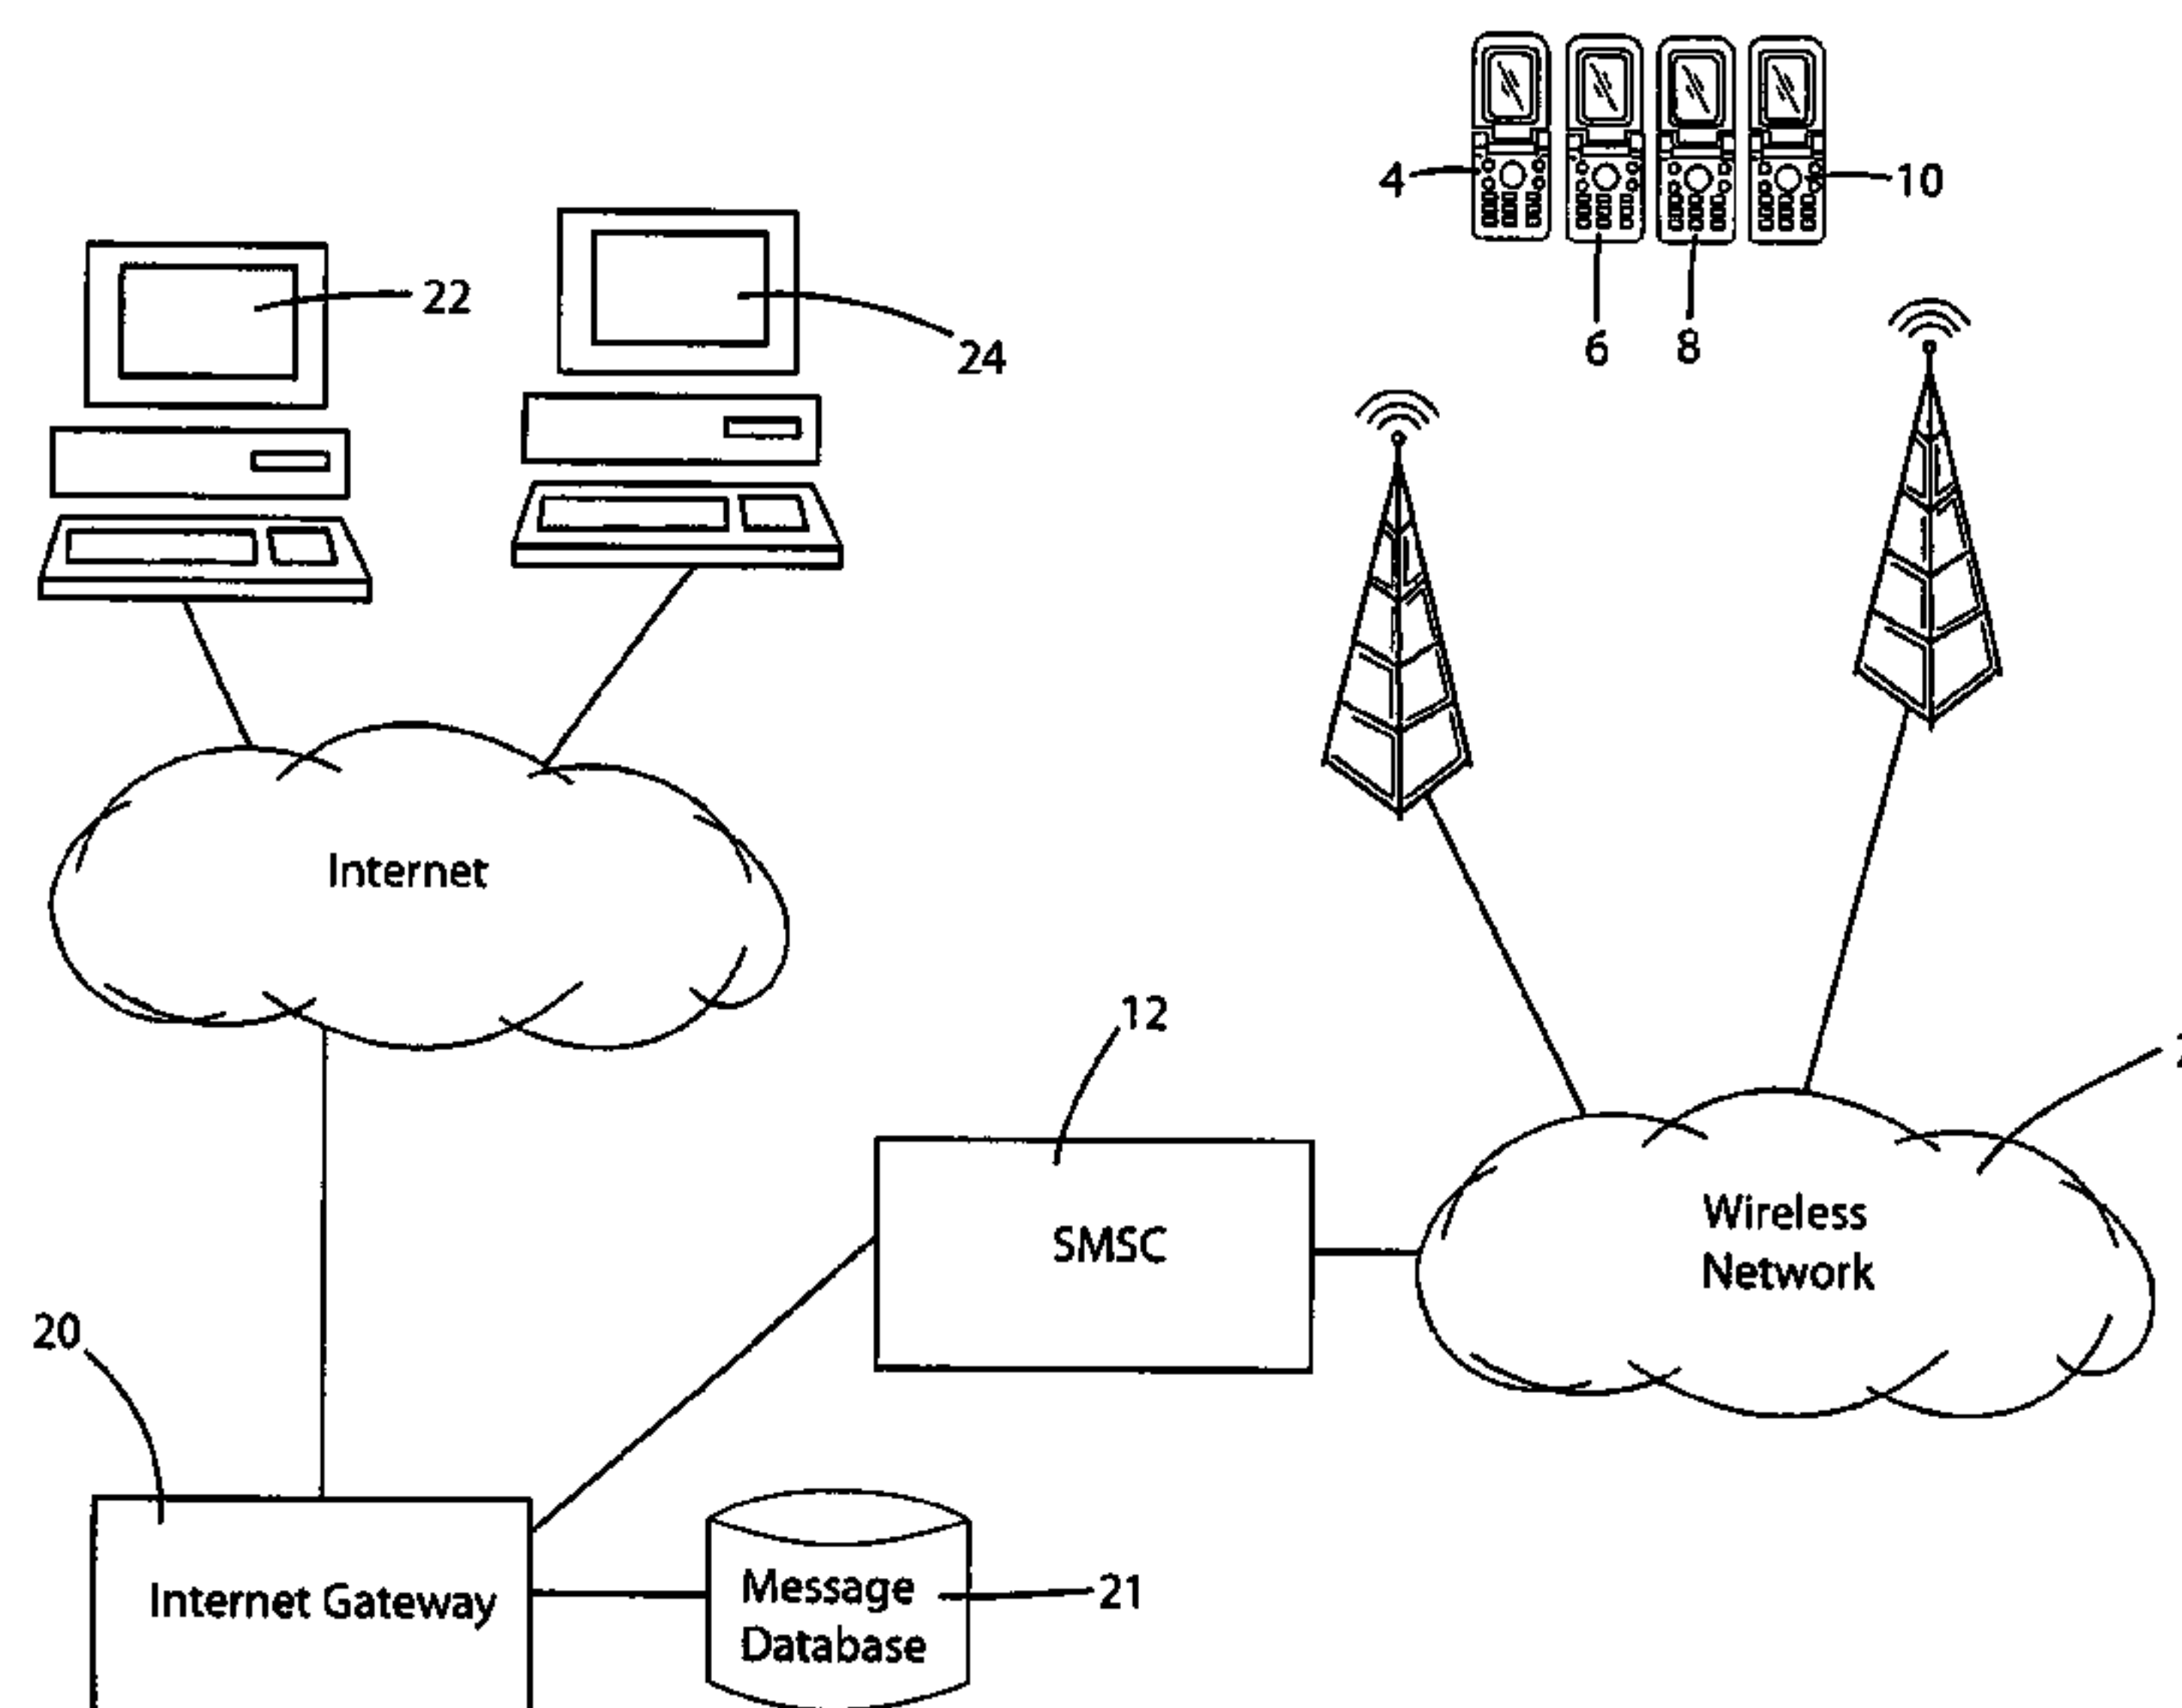 4
10
22
24
6
8
Internet
12
Wireless
Network
SMSC
20
Internet Gateway
Message
Database
21